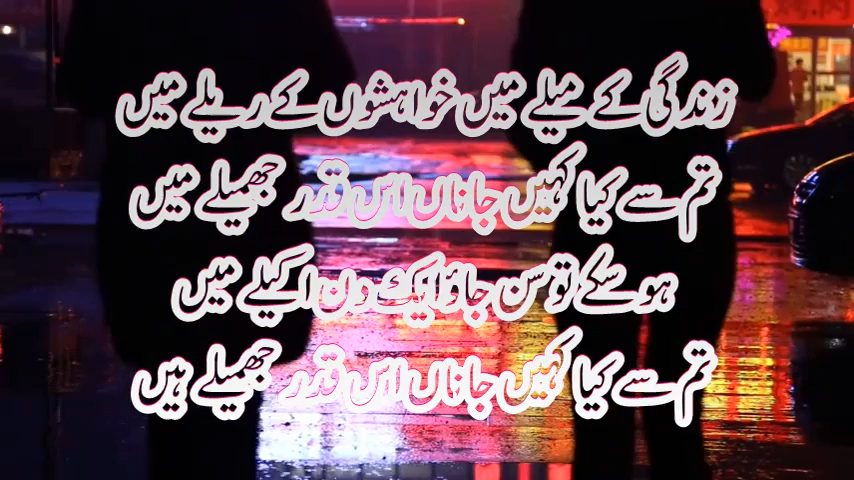 زندگی کے میلے میں خواہشوں کے ریلے میں
تم سے کیا کہیں جاناں اس قدر جھمیلے میں
ہو سکے تو سن جاؤ ایک دن اکیلے میں
تم سے کیا کہیں جاناں اس قدر جھمیلے ہیں